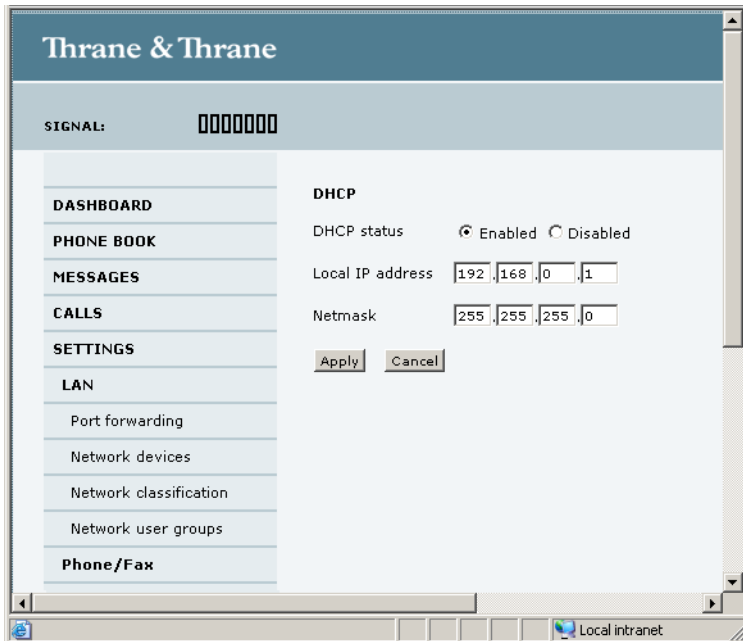 Thrane & Thrane
SIGNAL:
DASHBOARD
PHONE BOOK
MESSAGES
CALLS
SETTINGS
LAN
Port forwarding
Network devices
Network classification
Network user groups
Phone/Fax
DHCP
DHCP status Enabled Disabled
Local IP address 192 .168 .0 .1
Netmask 255 .255 .255 .0
Apply Cancel
Local intranet